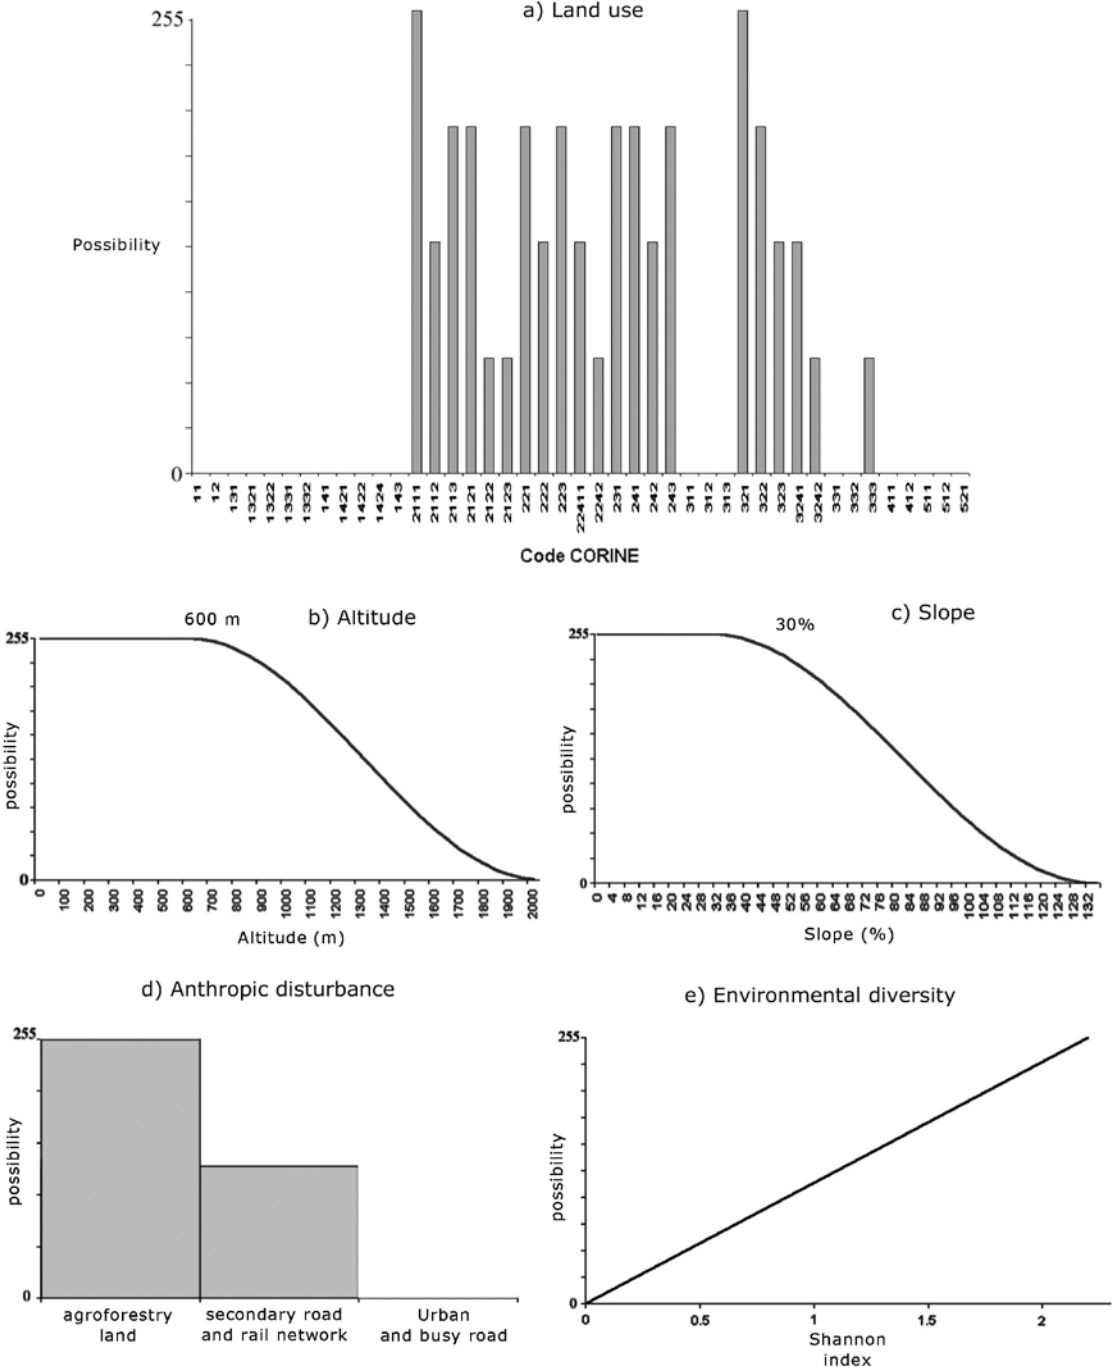 a) Land use
255
Possibility
0
11 12 131 1321 1322 1331 1332 141 1421 1422 1424 143 2111 2112 2113 2121 2122 2123 221 222 223 22411 22242 231 241 242 243 311 312 313 321 322 323 3241 3242 331 332 333 411 412 511 512 521
Code CORINE
b) Altitude
600 m
255
possibility
0
0 100 200 300 400 500 600 700 800 900 1000 1100 1200 1300 1400 1500 1600 1700 1800 1900 2000
Altitude (m)
c) Slope
30%
255
possibility
0
0 4 8 12 16 20 24 28 32 36 40 44 48 52 56 60 64 68 72 76 80 84 88 92 96 100 104 108 112 116 120 124 128 132
Slope (%)
d) Anthropic disturbance
255
possibility
0
agroforestry
land
secondary road
and rail network
Urban
and busy road
e) Environmental diversity
255
possibility
0
0 0.5 1 1.5 2
Shannon
index